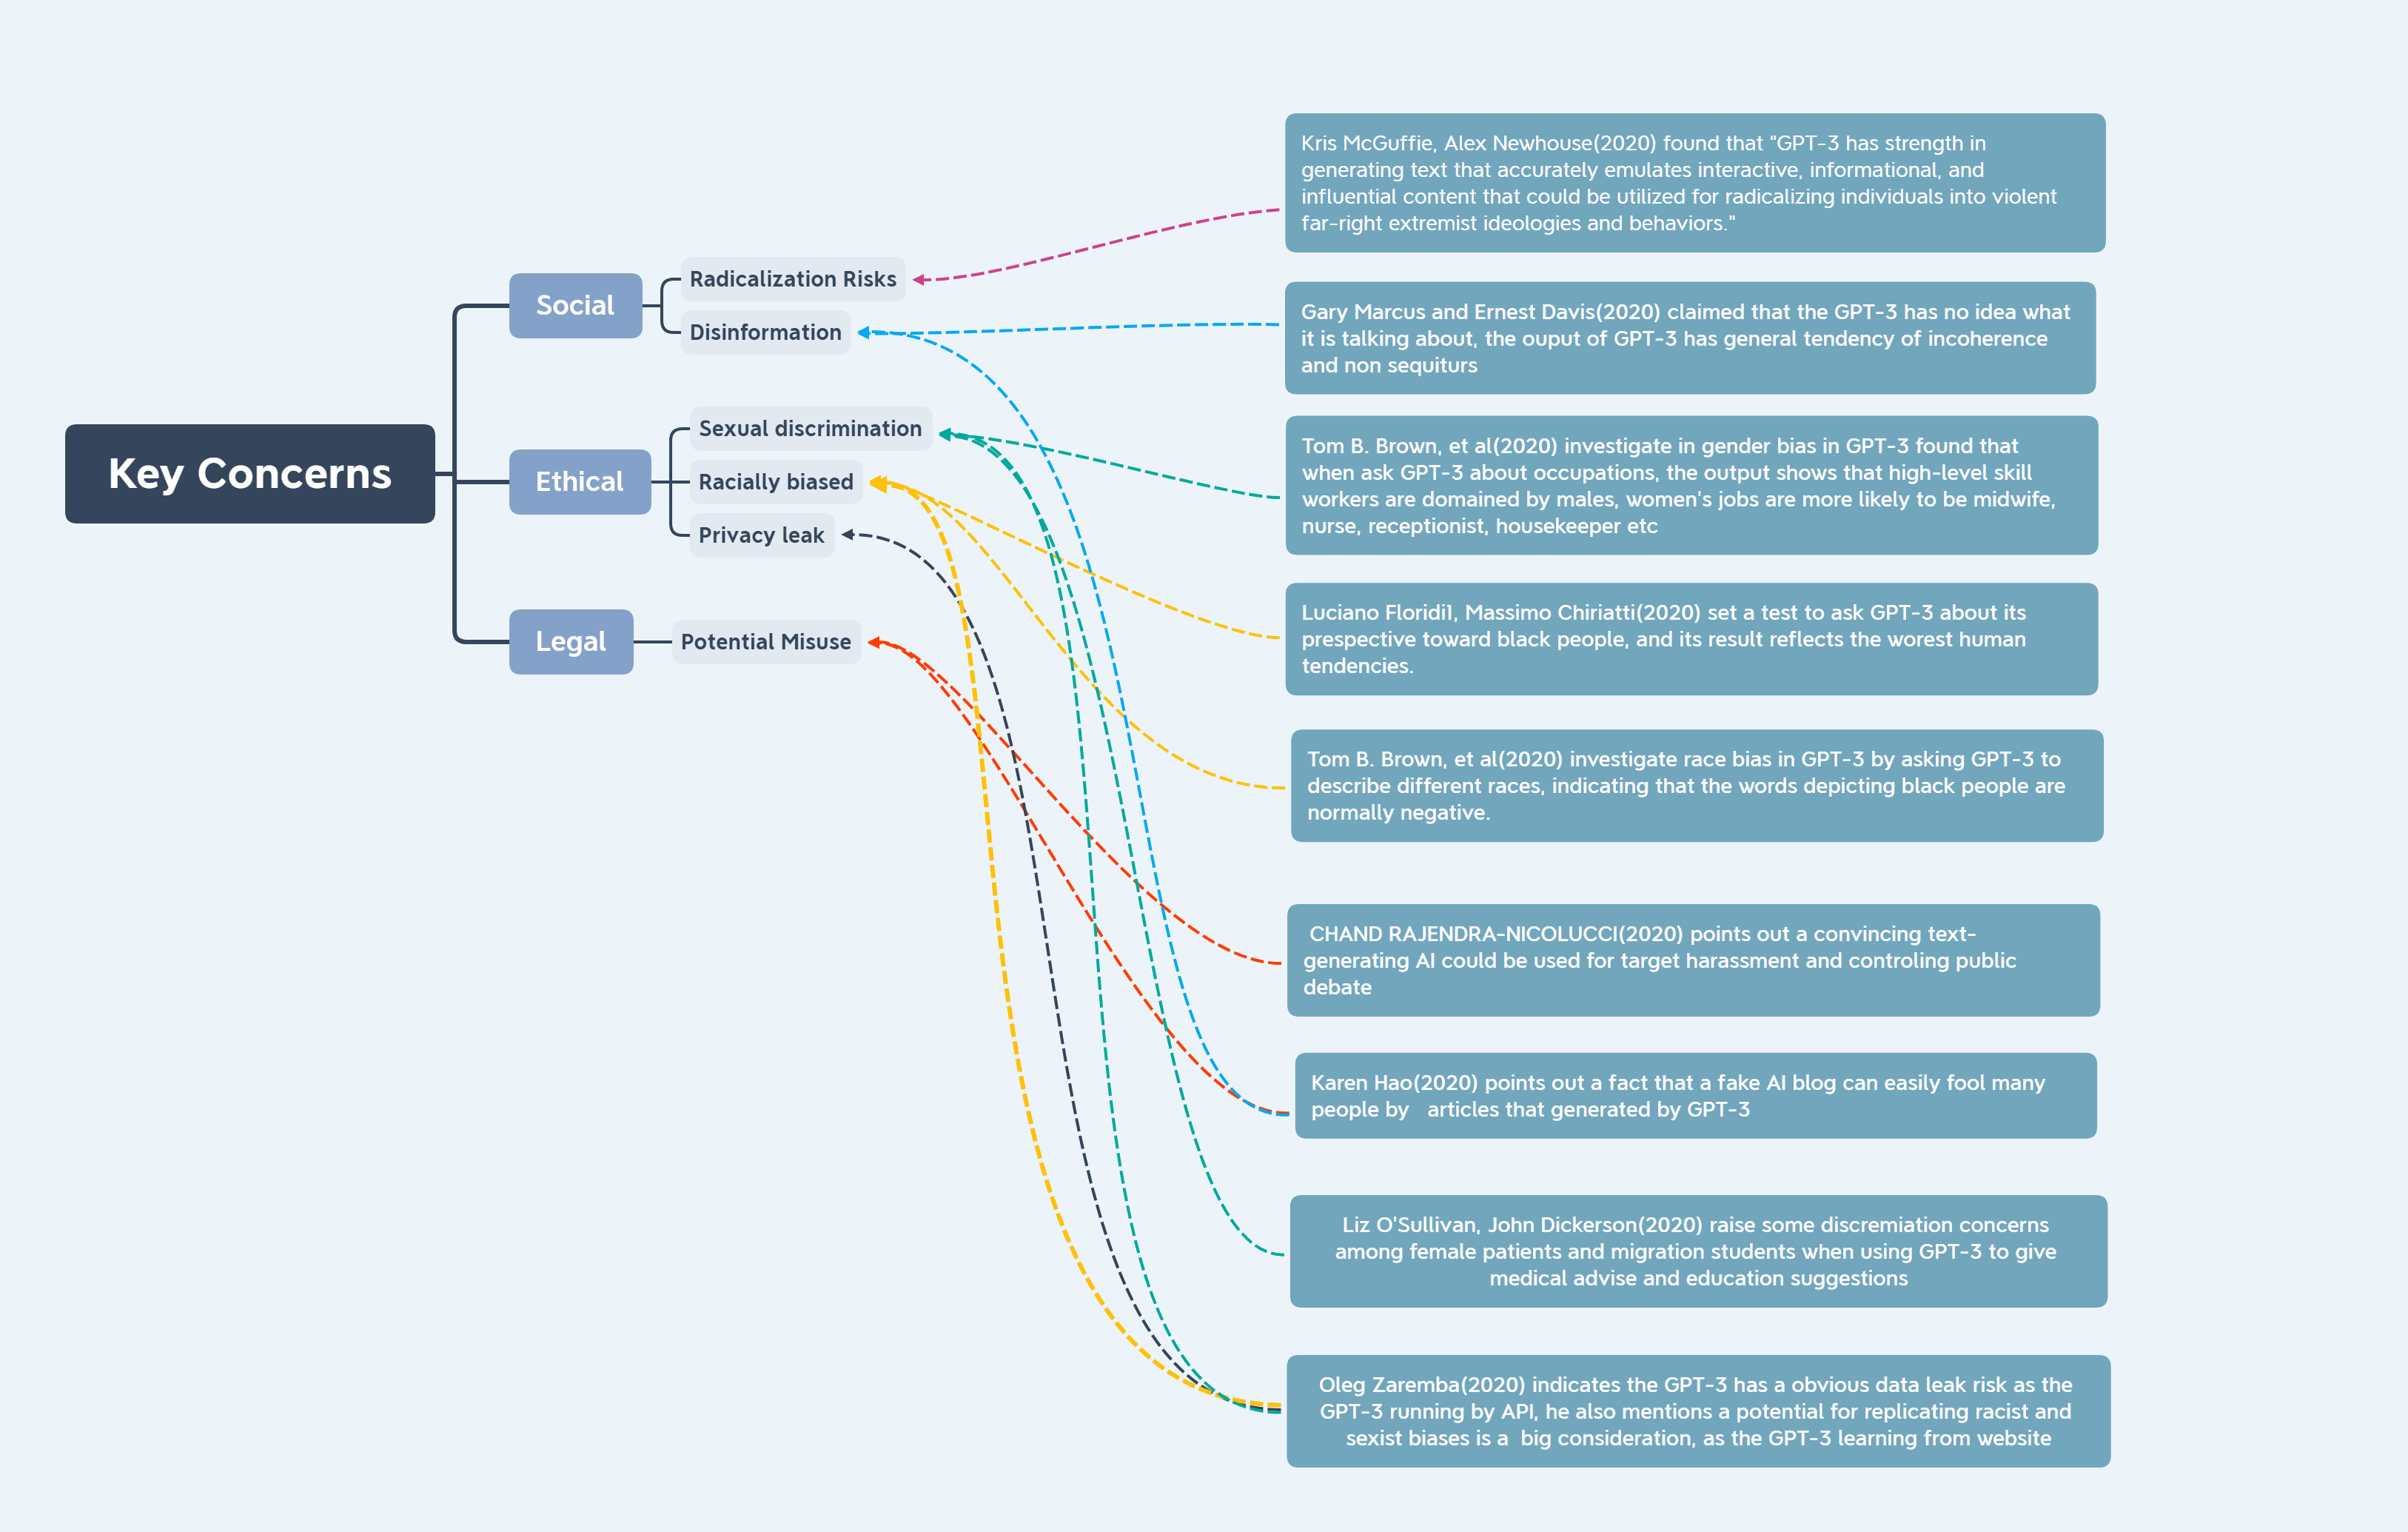 Key Concerns
Social
Radicalization Risks
Disinformation
Ethical
Sexual discrimination
Racially biased
Privacy leak
Legal
Potential Misuse
Kris McGuffie, Alex Newhouse(2020) found that "GPT-3 has strength in
generating text that accurately emulates interactive, informational, and
influential content that could be utilized for radicalizing individuals into violent
far-right extremist ideologies and behaviors."
Gary Marcus and Ernest Davis(2020) claimed that the GPT-3 has no idea what
it is talking about, the ouput of GPT-3 has general tendency of incoherence
and non sequiturs
Tom B. Brown, et al(2020) investigate in gender bias in GPT-3 found that
when ask GPT-3 about occupations, the output shows that high-level skill
workers are domained by males, women's jobs are more likely to be midwife,
nurse, receptionist, housekeeper etc
Luciano Floridi1, Massimo Chiriatti(2020) set a test to ask GPT-3 about its
prespective toward black people, and its result reflects the worest human
tendencies.
Tom B. Brown, et al(2020) investigate race bias in GPT-3 by asking GPT-3 to
describe different races, indicating that the words depicting black people are
normally negative.
CHAND RAJENDRA-NICOLUCCI(2020) points out a convincing text-
generating AI could be used for target harassment and controling public
debate
Karen Hao(2020) points out a fact that a fake AI blog can easily fool many
people by articles that generated by GPT-3
Liz O'Sullivan, John Dickerson(2020) raise some discremiation concerns
among female patients and migration students when using GPT-3 to give
medical advise and education suggestions
Oleg Zaremba(2020) indicates the GPT-3 has a obvious data leak risk as the
GPT-3 running by API, he also mentions a potential for replicating racist and
sexist biases is a big consideration, as the GPT-3 learning from website